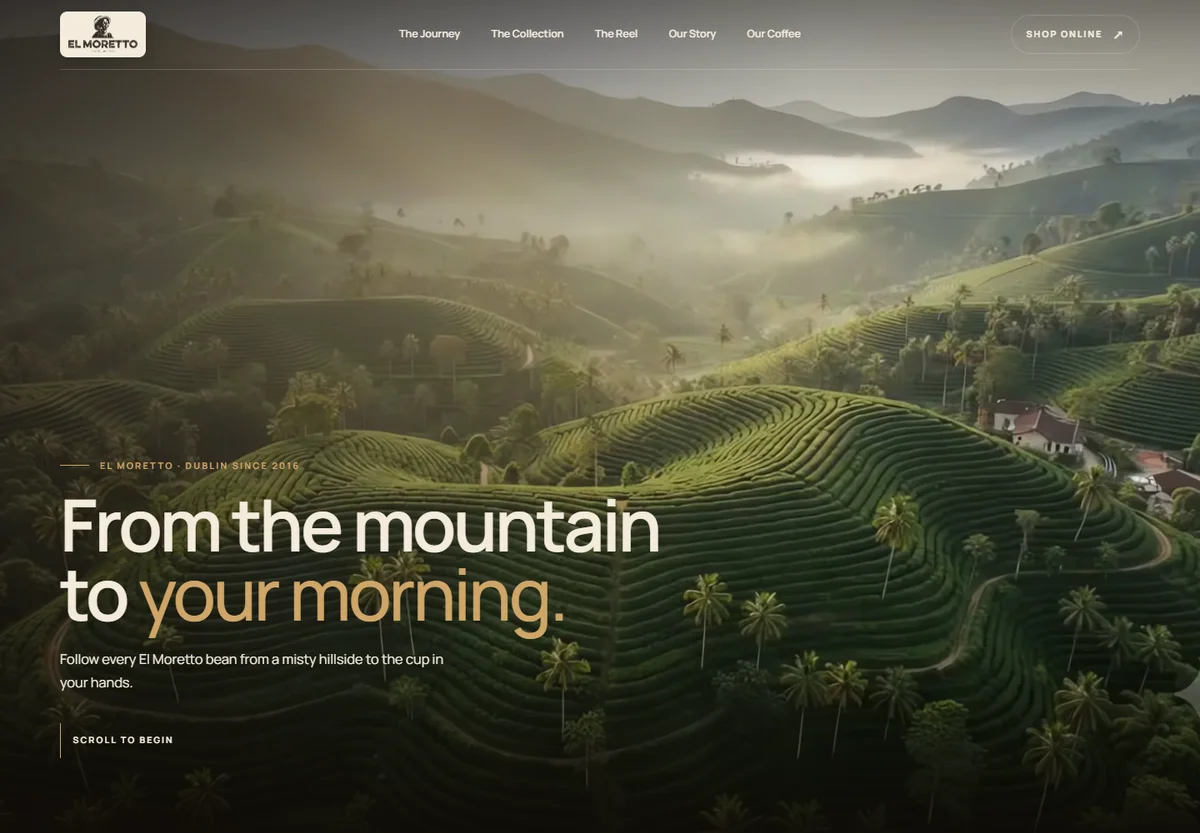 EL MORETTO
The Journey
The Collection
The Reel
Our Story
Our Coffee
SHOP ONLINE
EL MORETTO · DUBLIN SINCE 2016
From the mountain
to your morning.
Follow every El Moretto bean from a misty hillside to the cup in
your hands.
SCROLL TO BEGIN